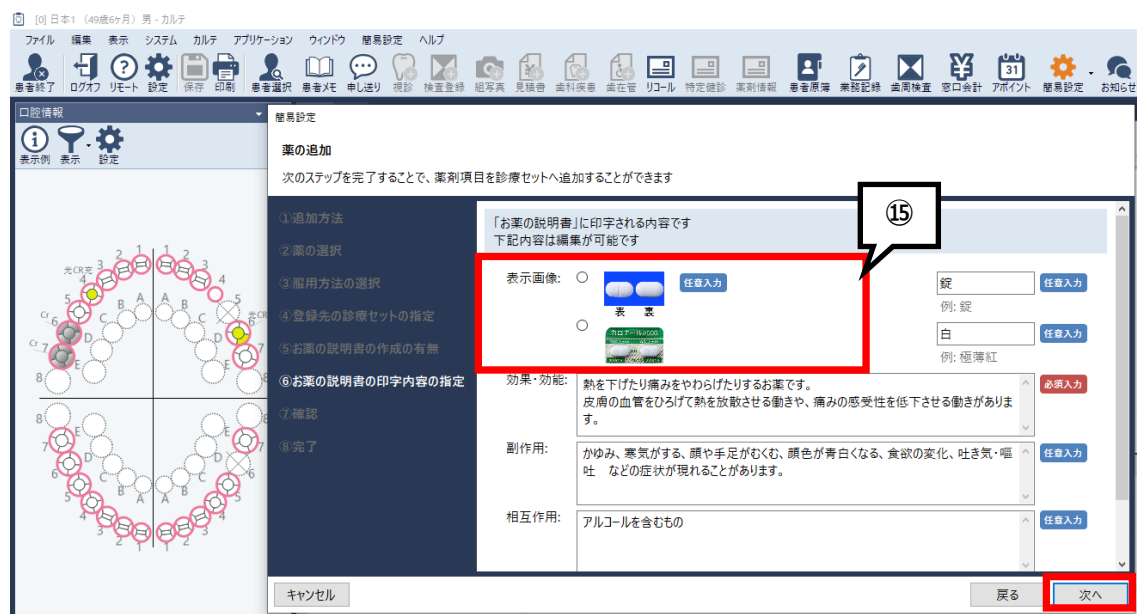 [0] 日本1 （49歳6ヶ月）男 - カルテ
ファイル 編集 表示 システム カルテ アプリケーション ウインドウ 簡易設定 ヘルプ
患者終了 ログオフ リモート 設定 保存 印刷 患者選択 患者メモ 申し送り 視診 検査登録 組写真 見積書 歯科疾患 歯在管 リコール 特定健診 薬剤情報 患者原簿 業務記録 歯周検査 窓口会計 アポイント 簡易設定 お知らせ
口腔情報
表示例 表示 設定
簡易設定
薬の追加
次のステップを完了することで、薬剤項目を診療セットへ追加することができます
①追加方法
②薬の選択
③服用方法の選択
④登録先の診療セットの指定
⑤お薬の説明書の作成の有無
⑥お薬の説明書の印字内容の指定
⑦確認
⑧完了
「お薬の説明書」に印字される内容です
下記内容は編集が可能です
⑮
表示画像:
任意入力
表 裏
錠 任意入力
例: 錠
白 任意入力
例: 極薄紅
効果・効能:
熱を下げたり痛みをやわらげたりするお薬です。
皮膚の血管をひろげて熱を放散させる働きや、痛みの感受性を低下させる働きがありま
す。
必須入力
副作用:
かゆみ、寒気がする、顔や手足がむくむ、顔色が青白くなる、食欲の変化、吐き気・嘔
吐 などの症状が現れることがあります。
任意入力
相互作用:
アルコールを含むもの
任意入力
キャンセル 戻る 次へ